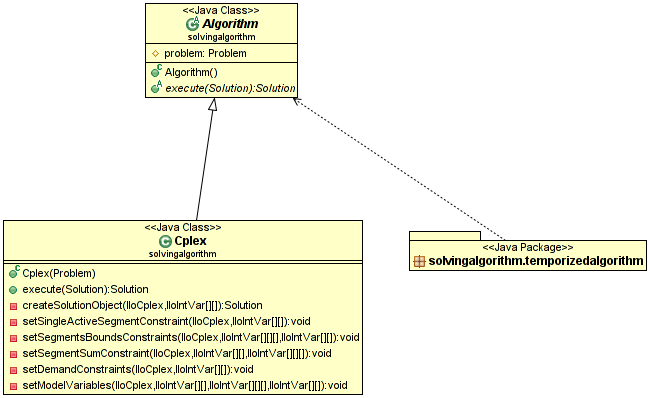 <<Java Class>>
Algorithm
solvingalgorithm
problem: Problem
Algorithm()
execute(Solution):Solution
<<Java Class>>
Cplex
solvingalgorithm
Cplex(Problem)
execute(Solution):Solution
createSolutionObject(IloCplex,IloIntVar[][]):Solution
setSingleActiveSegmentConstraint(IloCplex,IloIntVar[][]):void
setSegmentsBoundsConstraints(IloCplex,IloIntVar[][][],IloIntVar[][]):void
setSegmentSumConstraint(IloCplex,IloIntVar[][],IloIntVar[][][]):void
setDemandConstraints(IloCplex,IloIntVar[][]):void
setModelVariables(IloCplex,IloIntVar[][],IloIntVar[][][],IloIntVar[][]):void
<<Java Package>>
solvingalgorithm.temporizedalgorithm